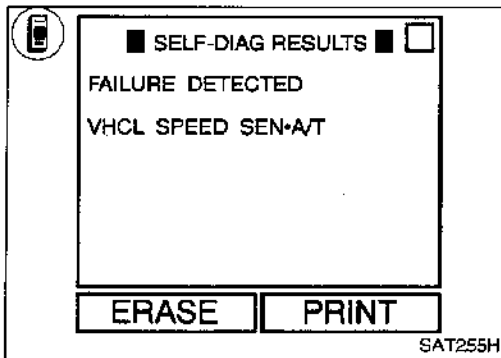 ■ SELF-DIAG RESULTS ■ □
FAILURE DETECTED
VHCL SPEED SEN•A/T
ERASE PRINT
SAT255H